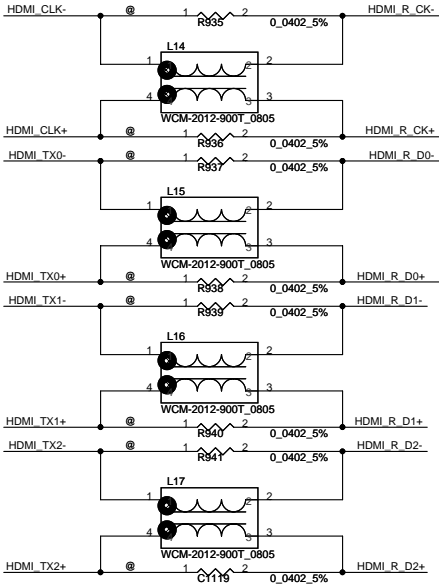 HDMI_CLK- @ 1 2 HDMI_R_CK-
R935 0_0402_5%
L14
1 2 2
4 3 3
WCM-2012-900T_0805
HDMI_CLK+ @ 1 2 HDMI_R_CK+
R936 0_0402_5%
HDMI_TX0- @ 1 2 HDMI_R_D0-
R937 0_0402_5%
L15
1 2 2
4 3 3
WCM-2012-900T_0805
HDMI_TX0+ @ 1 2 HDMI_R_D0+
R938 0_0402_5%
HDMI_TX1- @ 1 2 HDMI_R_D1-
R939 0_0402_5%
L16
1 2 2
4 3 3
WCM-2012-900T_0805
HDMI_TX1+ @ 1 2 HDMI_R_D1+
R940 0_0402_5%
HDMI_TX2- @ 1 2 HDMI_R_D2-
R941 0_0402_5%
L17
1 2 2
4 3 3
WCM-2012-900T_0805
HDMI_TX2+ @ 1 2 HDMI_R_D2+
C1119 0_0402_5%